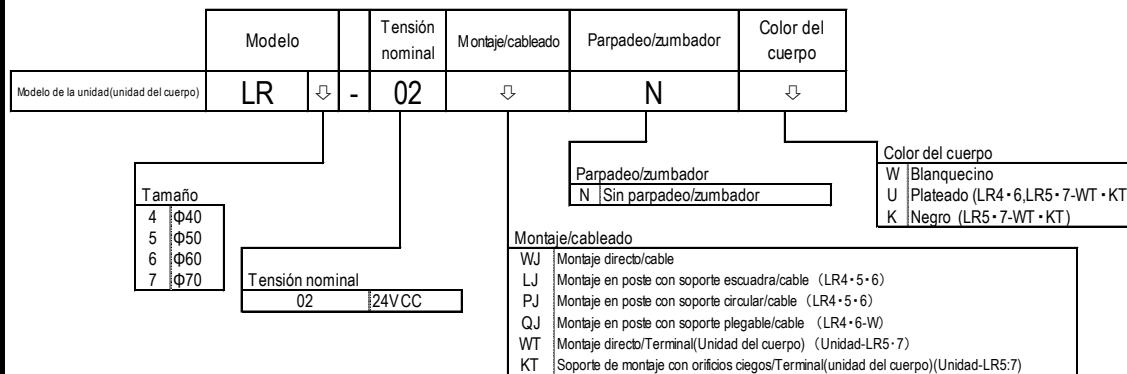 Modelo Tensión nominal Montaje/cableado Parpadeo/zumbador Color del cuerpo
Modelo de la unidad(unidad del cuerpo) LR ⇩ - 02 ⇩ N ⇩
Tamaño
4 Φ40
5 Φ50
6 Φ60
7 Φ70
Tensión nominal
02 24VCC
Parpadeo/zumbador
N Sin parpadeo/zumbador
Montaje/cableado
WJ Montaje directo/cable
LJ Montaje en poste con soporte escuadra/cable（LR4・5・6）
PJ Montaje en poste con soporte circular/cable（LR4・5・6）
QJ Montaje en poste con soporte plegable/cable （LR4・6-W）
WT Montaje directo/Terminal(Unidad del cuerpo)（Unidad-LR5・7）
KT Soporte de montaje con orificios ciegos/Terminal(unidad del cuerpo)(Unidad-LR5:7)
Color del cuerpo
W Blanquecino
U Plateado (LR4・6,LR5・7-WT・KT
K Negro (LR5・7-WT・KT)